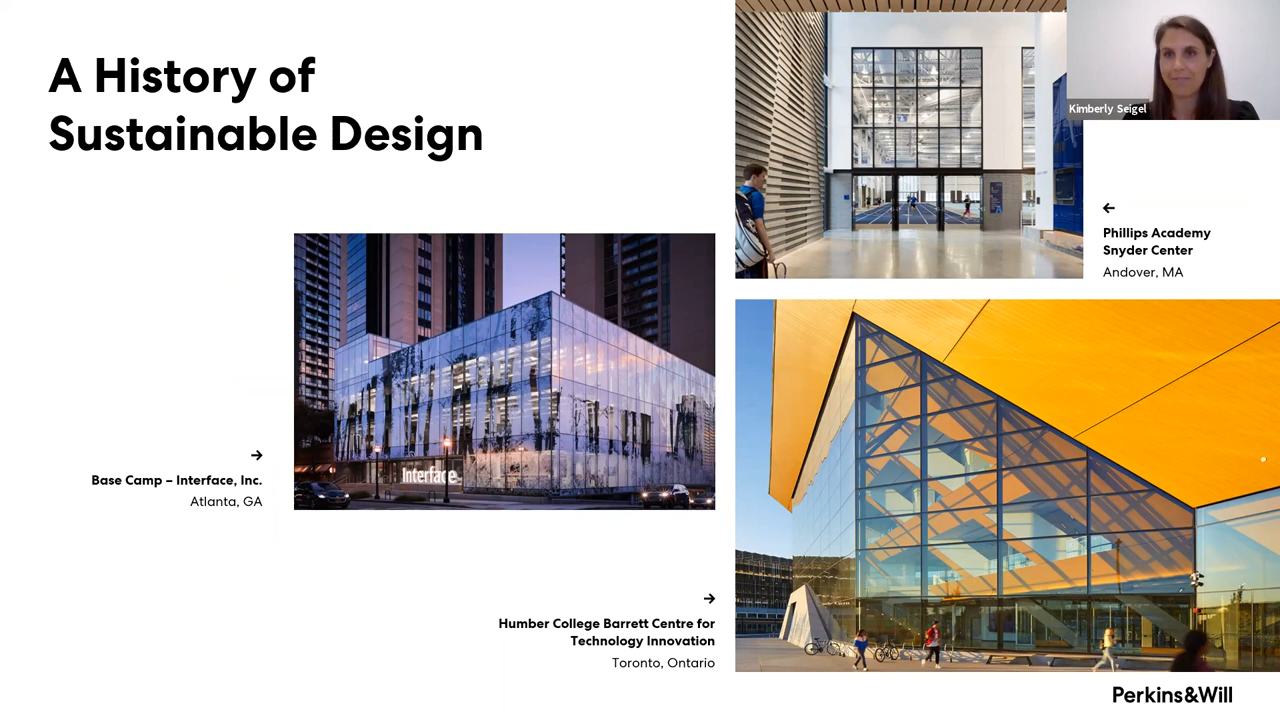 A History of
Sustainable Design
Kimberly Seigel
←
Phillips Academy
Snyder Center
Andover, MA
Interface
→
Base Camp – Interface, Inc.
Atlanta, GA
→
Humber College Barrett Centre for
Technology Innovation
Toronto, Ontario
Perkins&Will